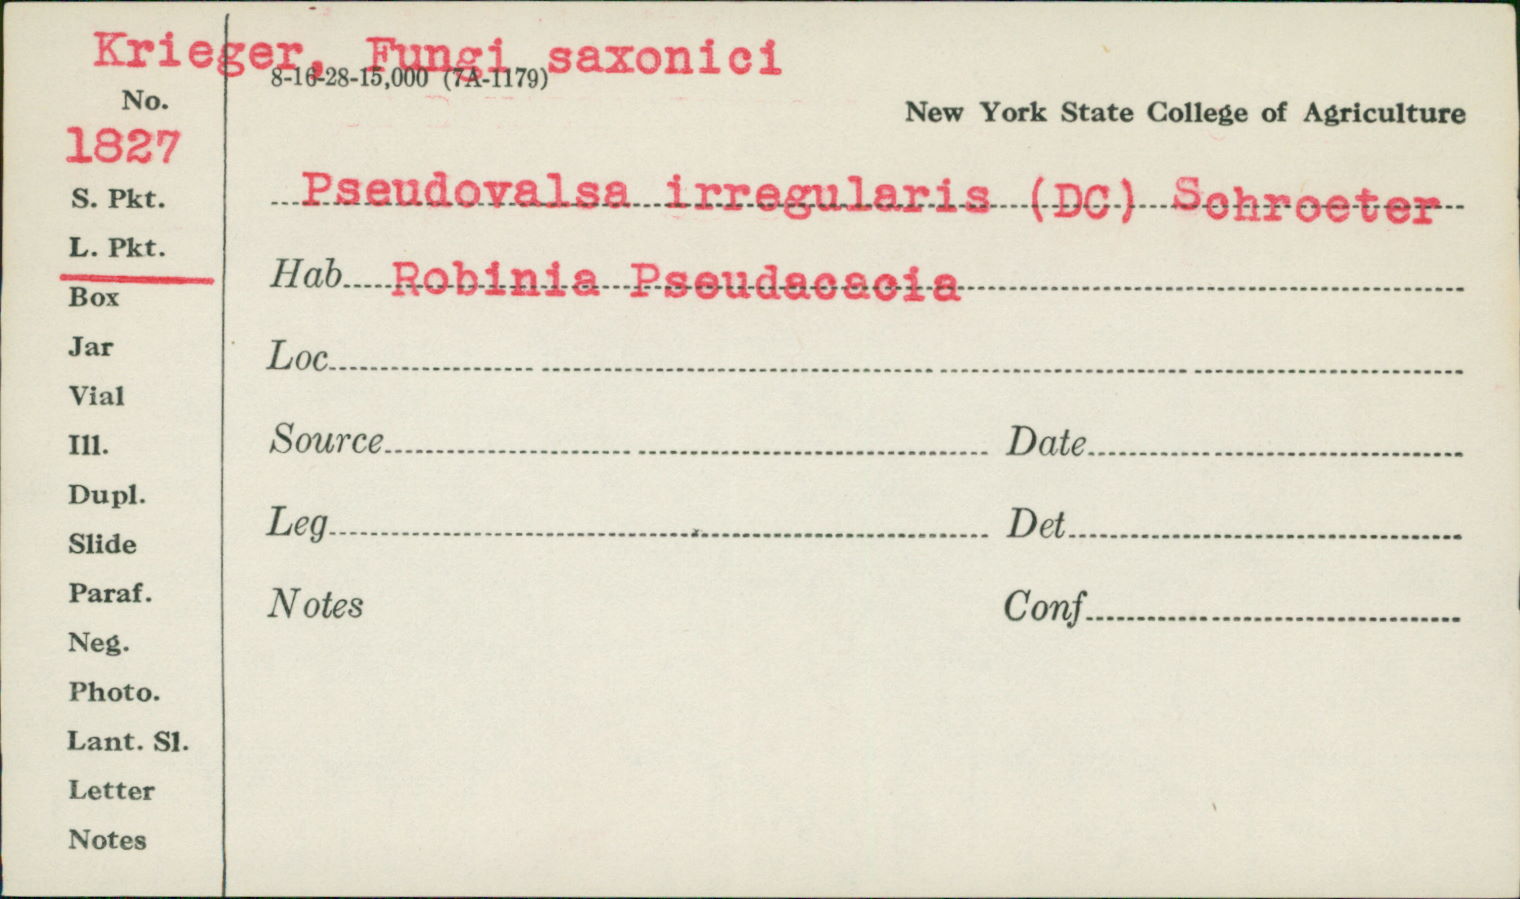 Krieger, Fungi saxonici
8-16-28-15,000 (7A-1179)
No.
New York State College of Agriculture
1827
S. Pkt.
Pseudovalsa irregularis (DC) Schroeter
L. Pkt.
Hab Robinia Pseudacacia
Box
Jar
Loc
Vial
Ill.
Source
Date
Dupl.
Slide
Leg
Det
Paraf.
Notes
Conf
Neg.
Photo.
Lant. Sl.
Letter
Notes